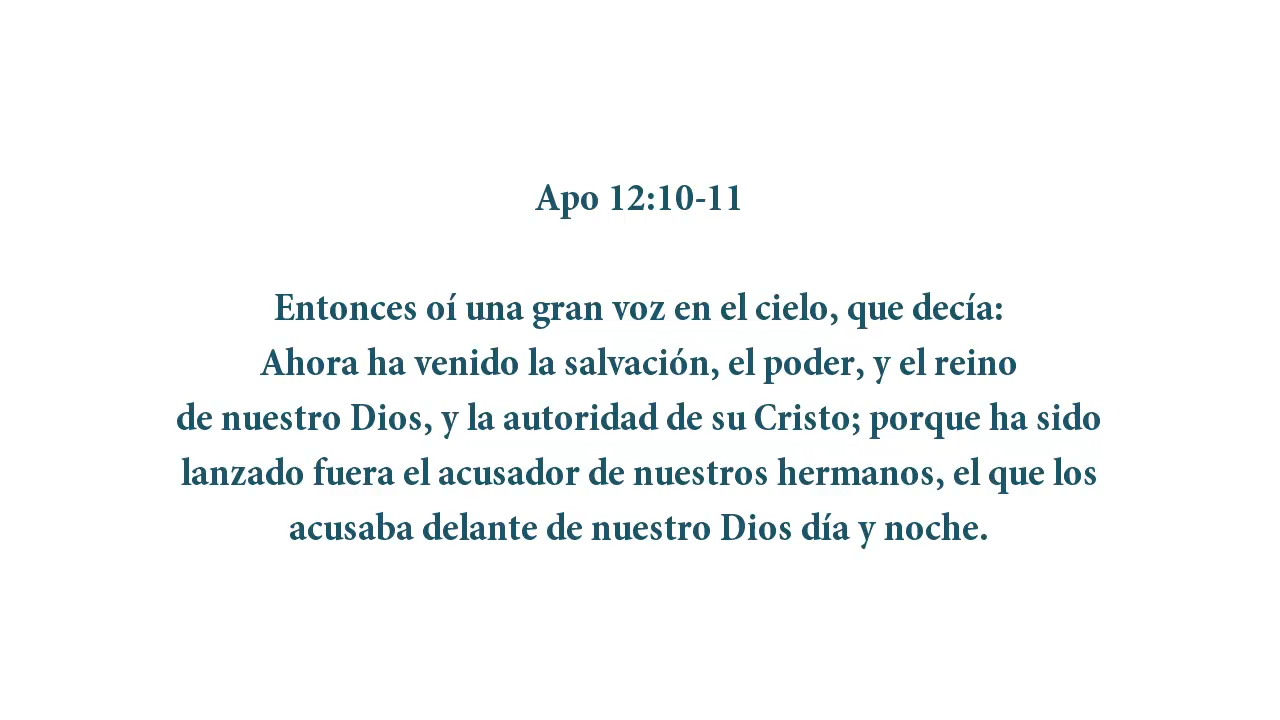 Apo 12:10-11
Entonces oí una gran voz en el cielo, que decía:
Ahora ha venido la salvación, el poder, y el reino
de nuestro Dios, y la autoridad de su Cristo; porque ha sido
lanzado fuera el acusador de nuestros hermanos, el que los
acusaba delante de nuestro Dios día y noche.